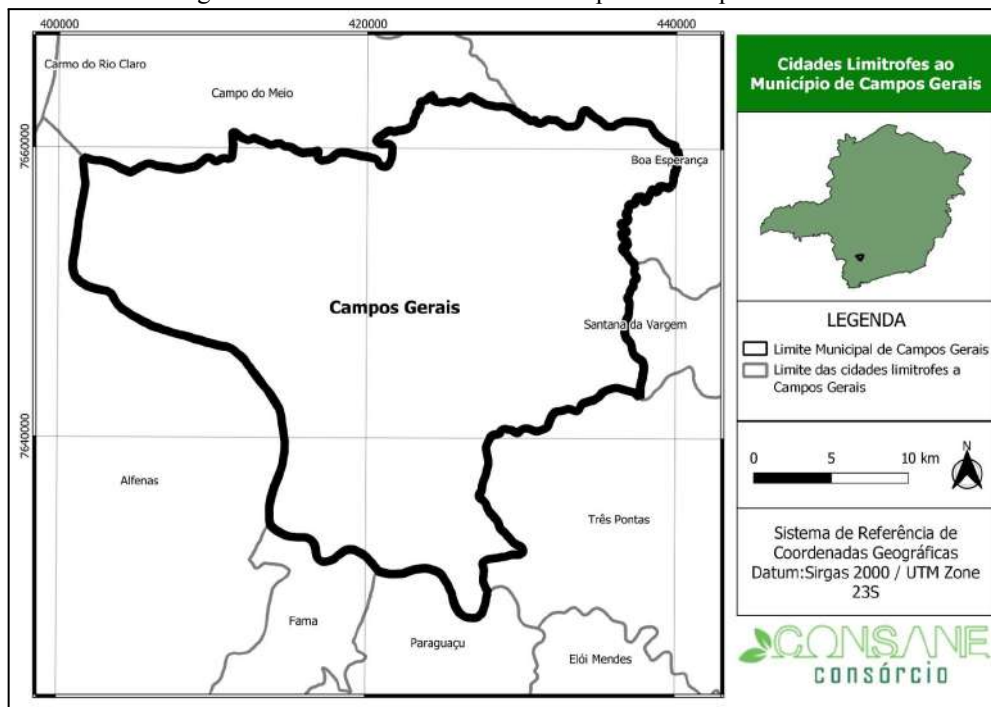 400000
420000
440000
Carmo do Rio Claro
Campo do Meio
7660000
Boa Esperança
Campos Gerais
Santana da Vargem
7640000
Alfenas
Três Pontas
Fama
Paraguaçu
Elói Mendes
Cidades Limitrofes ao
Município de Campos Gerais
LEGENDA
Limite Municipal de Campos Gerais
Limite das cidades limitrofes a
Campos Gerais
0 5 10 km
N
Sistema de Referência de
Coordenadas Geográficas
Datum:Sirgas 2000 / UTM Zone
23S
CONSANE
consórcio